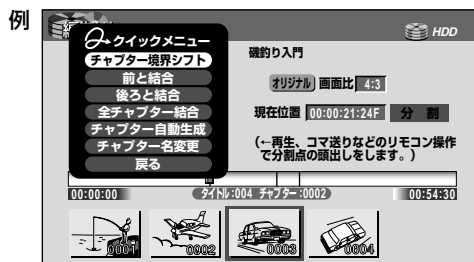 例
HDD
クイックメニュー
チャプター境界シフト
前と結合
後ろと結合
全チャプター結合
チャプター自動生成
チャプター名変更
戻る
磯釣り入門
オリジナル 画面比 4:3
現在位置 00:00:21:24F 分 割
(←再生、コマ送りなどのリモコン操作
で分割点の頭出しをします。)
00:00:00 タイトル:004 チャプター:0002 00:54:30
0001 0002 0003 0004